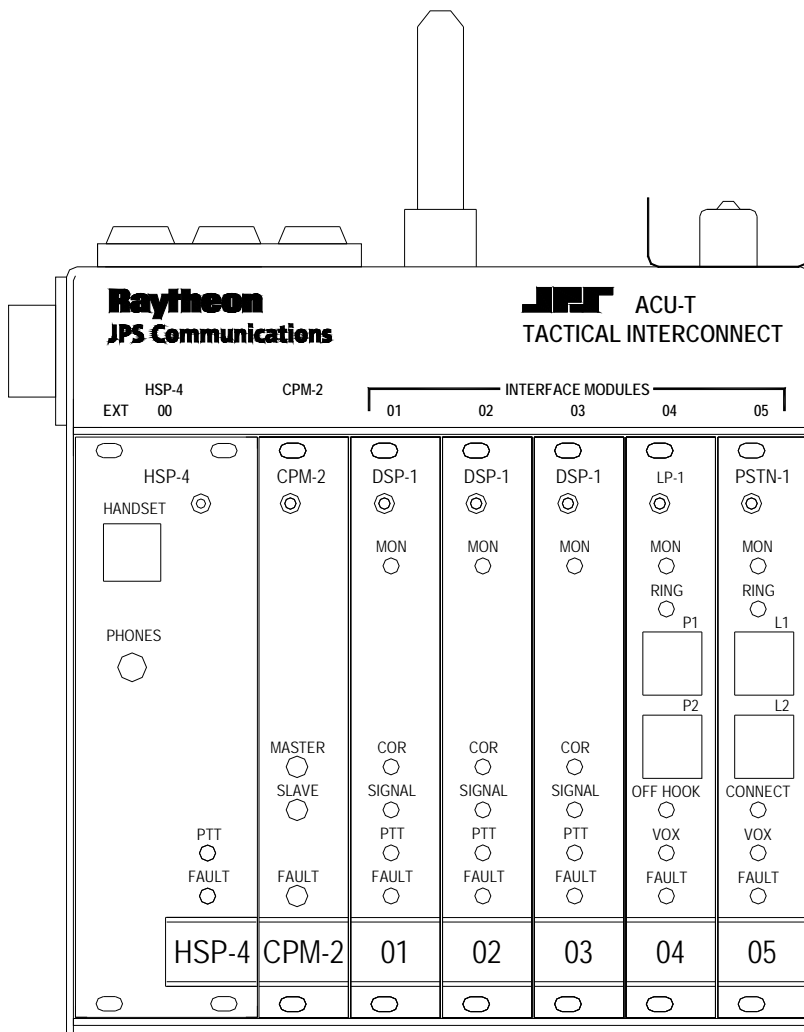 Raytheon
JPS Communications
JPS ACU-T
TACTICAL INTERCONNECT
HSP-4 CPM-2 INTERFACE MODULES
EXT 00 01 02 03 04 05
HSP-4 CPM-2 DSP-1 DSP-1 DSP-1 LP-1 PSTN-1
HANDSET
MON MON MON MON MON
RING RING
P1 L1
PHONES
P2 L2
MASTER COR COR COR
SLAVE SIGNAL SIGNAL SIGNAL OFF HOOK CONNECT
PTT PTT PTT PTT VOX VOX
FAULT FAULT FAULT FAULT FAULT FAULT FAULT
HSP-4 CPM-2 01 02 03 04 05